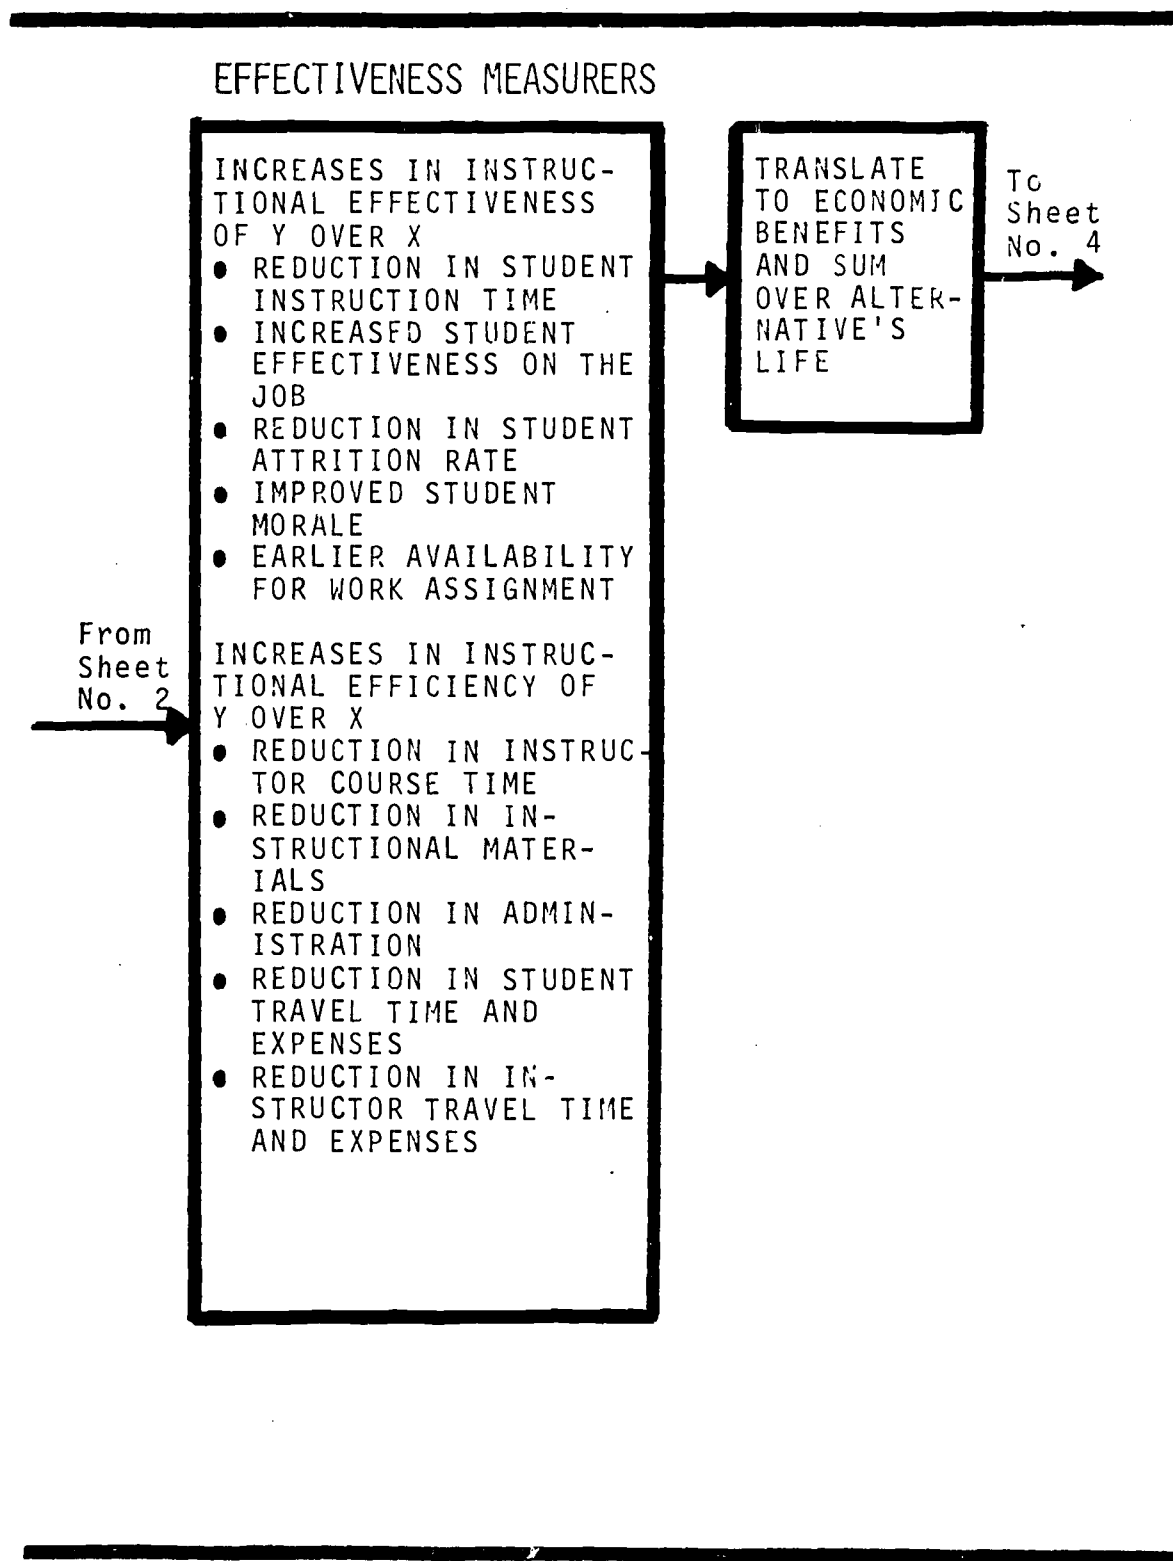 EFFECTIVENESS MEASURERS
INCREASES IN INSTRUC-
TIONAL EFFECTIVENESS
OF Y OVER X
● REDUCTION IN STUDENT
INSTRUCTION TIME
● INCREASED STUDENT
EFFECTIVENESS ON THE
JOB
● REDUCTION IN STUDENT
ATTRITION RATE
● IMPROVED STUDENT
MORALE
● EARLIER AVAILABILITY
FOR WORK ASSIGNMENT
INCREASES IN INSTRUC-
TIONAL EFFICIENCY OF
Y OVER X
● REDUCTION IN INSTRUC-
TOR COURSE TIME
● REDUCTION IN IN-
STRUCTIONAL MATER-
IALS
● REDUCTION IN ADMIN-
ISTRATION
● REDUCTION IN STUDENT
TRAVEL TIME AND
EXPENSES
● REDUCTION IN IN-
STRUCTOR TRAVEL TIME
AND EXPENSES
From
Sheet
No. 2
TRANSLATE
TO ECONOMIC
BENEFITS
AND SUM
OVER ALTER-
NATIVE'S
LIFE
To
Sheet
No. 4